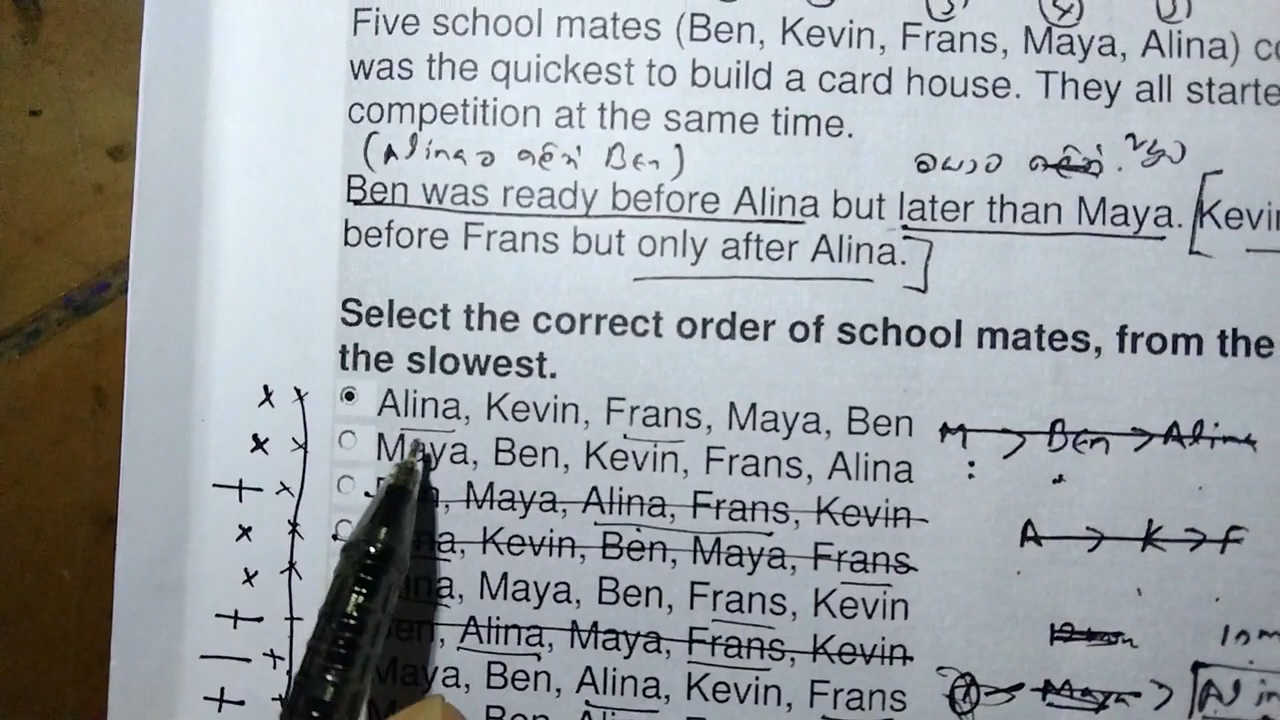 Five school mates (Ben, Kevin, Frans, Maya, Alina)
was the quickest to build a card house. They all starte
competition at the same time.
(Alina Ben)
Ben was ready before Alina but later than Maya. [Kevin
before Frans but only after Alina.]
Select the correct order of school mates, from the
the slowest.
Alina, Kevin, Frans, Maya, Ben
M > Ben > Alina
Maya, Ben, Kevin, Frans, Alina
Maya, Alina, Frans, Kevin
A > K > F
Kevin, Ben, Maya, Frans
Maya, Ben, Frans, Kevin
Alina, Maya, Frans, Kevin
Maya, Ben, Alina, Kevin, Frans
Maya >